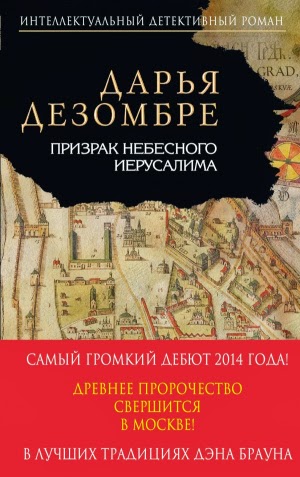 ИНТЕЛЛЕКТУАЛЬНЫЙ ДЕТЕКТИВНЫЙ РОМАН
ДАРЬЯ
ДЕЗОМБРЕ
ПРИЗРАК НЕБЕСНОГО
ИЕРУСАЛИМА
GRAD,
САМЫЙ ГРОМКИЙ ДЕБЮТ 2014 ГОДА!
ДРЕВНЕЕ ПРОРОЧЕСТВО
СВЕРШИТСЯ
В МОСКВЕ!
В ЛУЧШИХ ТРАДИЦИЯХ ДЭНА БРАУНА